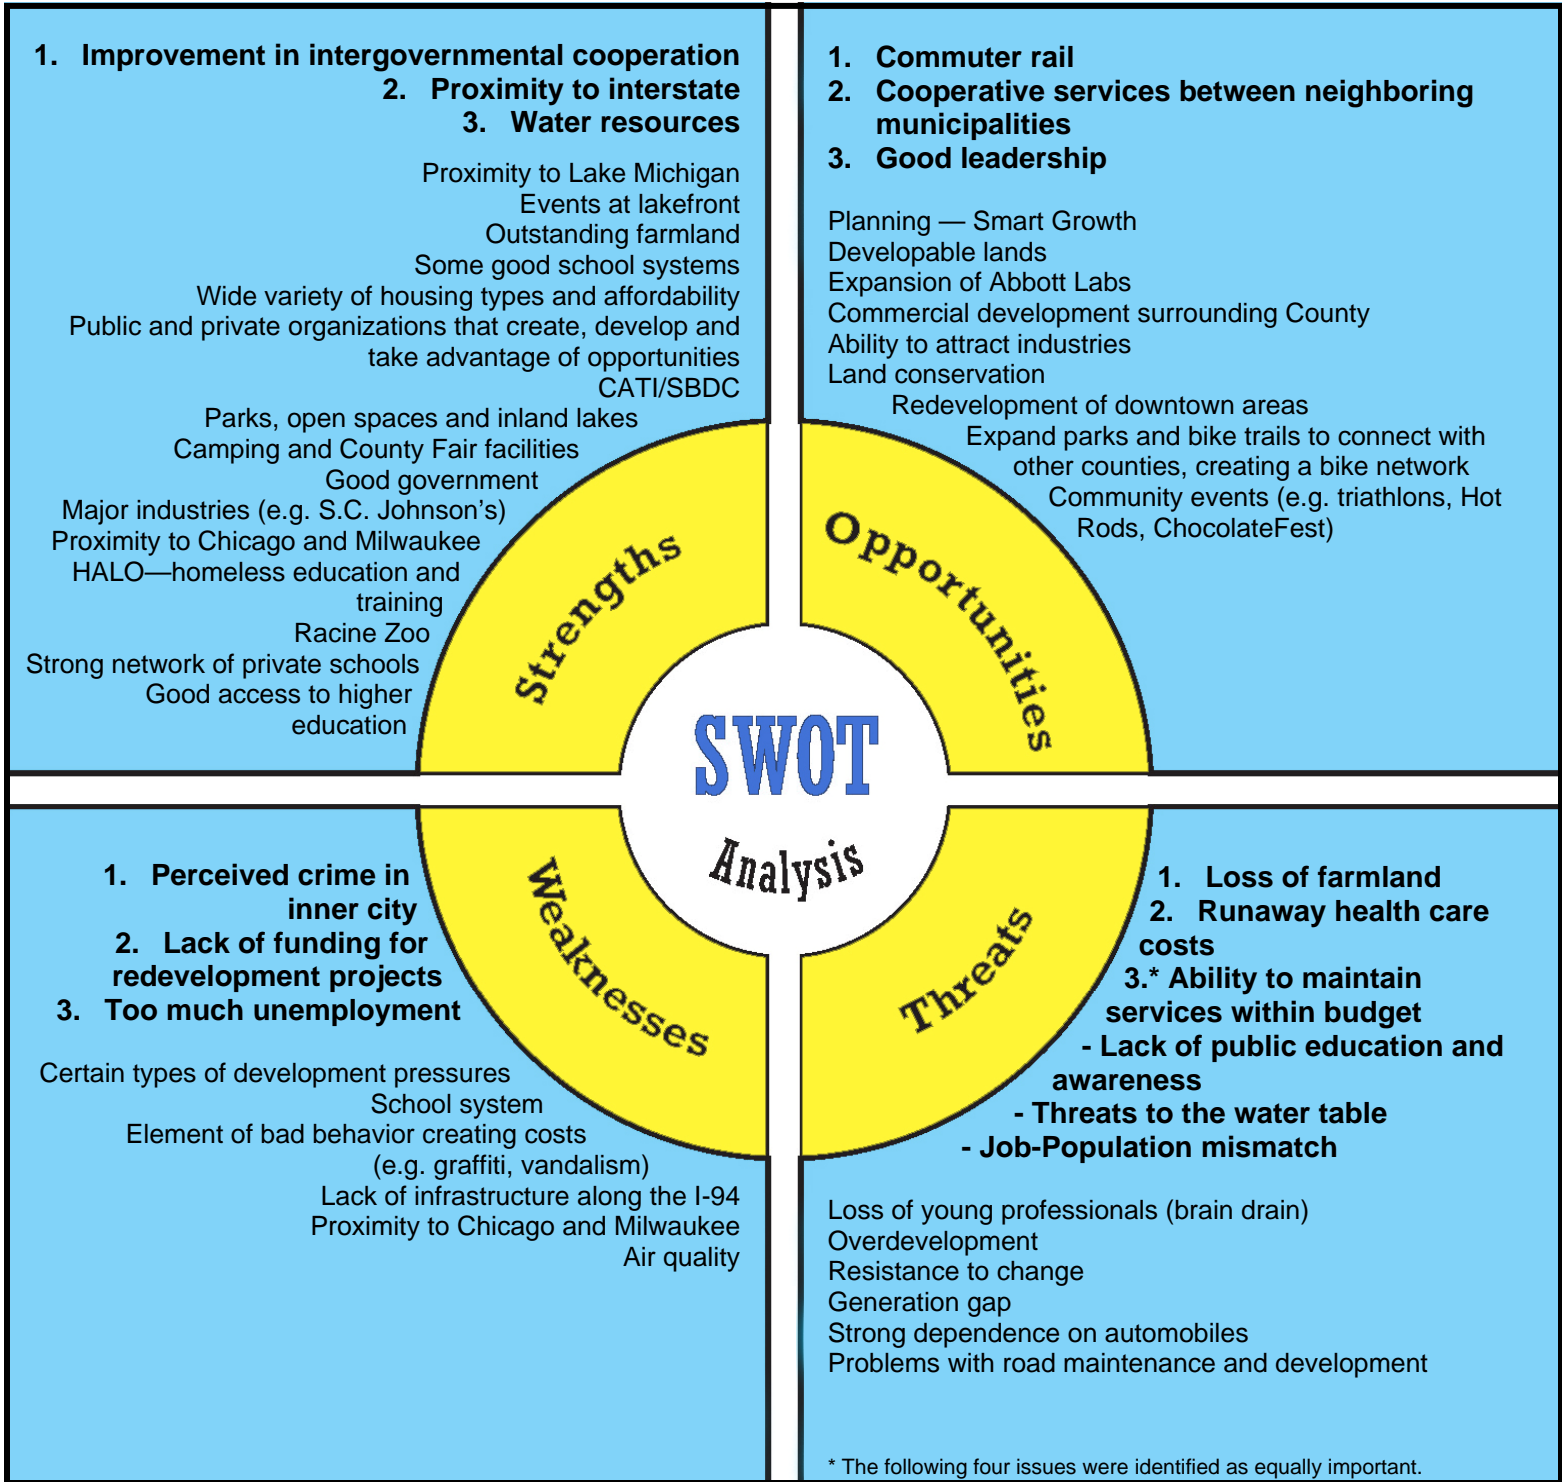 1. Improvement in intergovernmental cooperation
2. Proximity to interstate
3. Water resources
Proximity to Lake Michigan
Events at lakefront
Outstanding farmland
Some good school systems
Wide variety of housing types and affordability
Public and private organizations that create, develop and
take advantage of opportunities
CATI/SBDC
Parks, open spaces and inland lakes
Camping and County Fair facilities
Good government
Major industries (e.g. S.C. Johnson’s)
Proximity to Chicago and Milwaukee
HALO—homeless education and
training
Racine Zoo
Strong network of private schools
Good access to higher
education
Strengths
1. Commuter rail
2. Cooperative services between neighboring
municipalities
3. Good leadership
Planning — Smart Growth
Developable lands
Expansion of Abbott Labs
Commercial development surrounding County
Ability to attract industries
Land conservation
Redevelopment of downtown areas
Expand parks and bike trails to connect with
other counties, creating a bike network
Community events (e.g. triathlons, Hot
Rods, ChocolateFest)
Opportunities
SWOT
Analysis
1. Perceived crime in
inner city
2. Lack of funding for
redevelopment projects
3. Too much unemployment
Certain types of development pressures
School system
Element of bad behavior creating costs
(e.g. graffiti, vandalism)
Lack of infrastructure along the I-94
Proximity to Chicago and Milwaukee
Air quality
Weaknesses
Threats
1. Loss of farmland
2. Runaway health care
costs
3.* Ability to maintain
services within budget
- Lack of public education and
awareness
- Threats to the water table
- Job-Population mismatch
Loss of young professionals (brain drain)
Overdevelopment
Resistance to change
Generation gap
Strong dependence on automobiles
Problems with road maintenance and development
* The following four issues were identified as equally important.